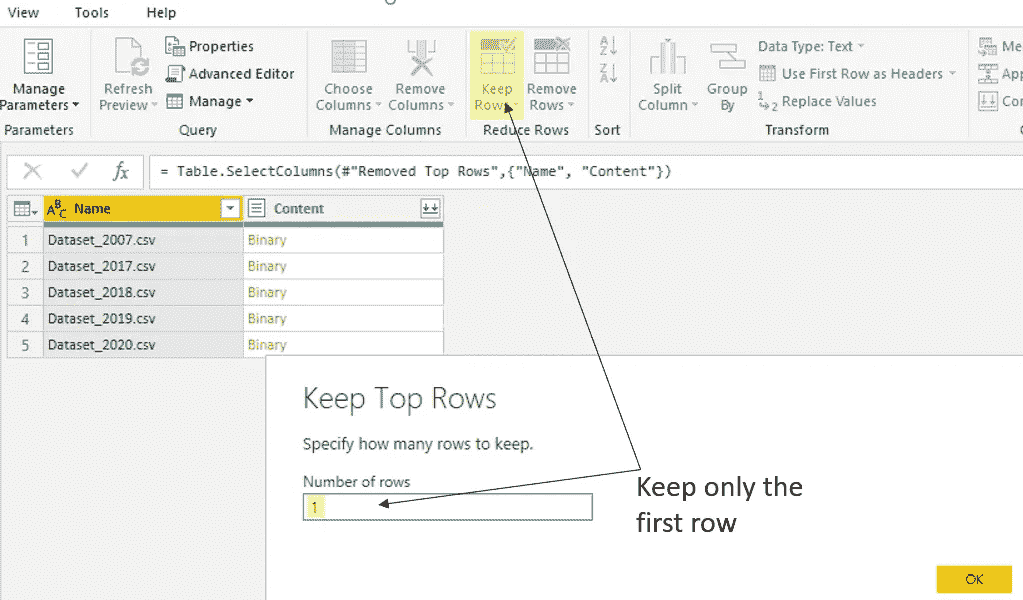 View Tools Help
Manage Parameters
Refresh Preview
Properties
Advanced Editor
Manage
Choose Columns
Remove Columns
Keep Rows
Remove Rows
A
Z
Z
A
Split Column
Group By
Data Type: Text
Use First Row as Headers
1 2 Replace Values
Parameters Query Manage Columns Reduce Rows Sort Transform
fx = Table.SelectColumns(#"Removed Top Rows",{"Name", "Content"})
ABC Name Content
1 Dataset_2007.csv Binary
2 Dataset_2017.csv Binary
3 Dataset_2018.csv Binary
4 Dataset_2019.csv Binary
5 Dataset_2020.csv Binary
Keep Top Rows
Specify how many rows to keep.
Number of rows
1
Keep only the
first row
OK